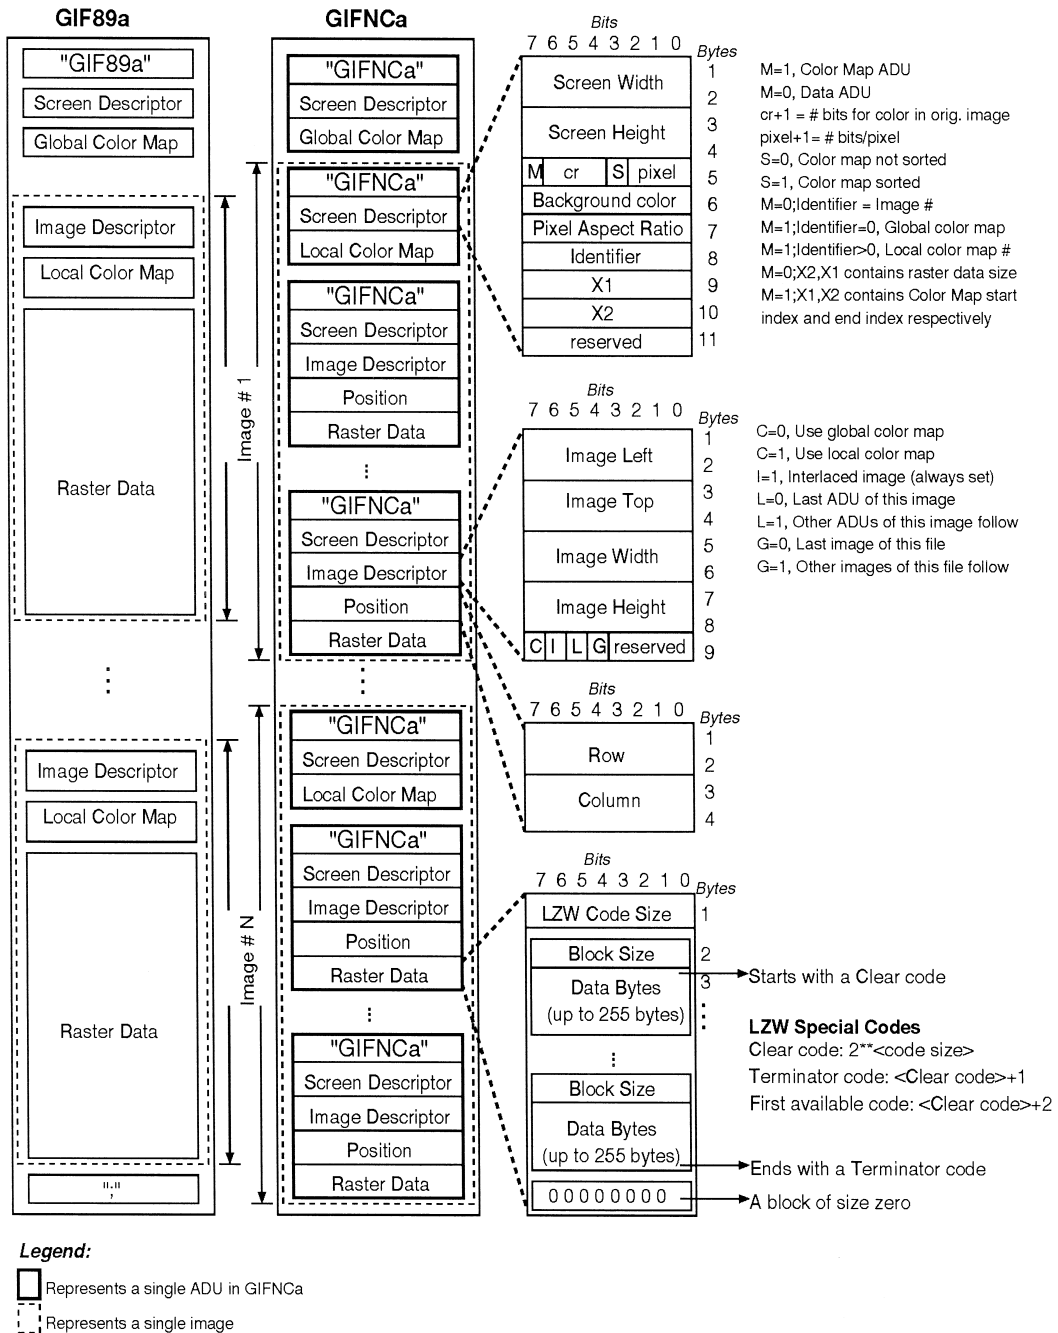 GIF89a
"GIF89a"
Screen Descriptor
Global Color Map
Image Descriptor
Local Color Map
Raster Data
⋮
Image Descriptor
Local Color Map
Raster Data
";"
Image # 1
Image # N
GIFNCa
"GIFNCa"
Screen Descriptor
Global Color Map
"GIFNCa"
Screen Descriptor
Local Color Map
"GIFNCa"
Screen Descriptor
Image Descriptor
Position
Raster Data
⋮
"GIFNCa"
Screen Descriptor
Image Descriptor
Position
Raster Data
⋮
"GIFNCa"
Screen Descriptor
Local Color Map
"GIFNCa"
Screen Descriptor
Image Descriptor
Position
Raster Data
⋮
"GIFNCa"
Screen Descriptor
Image Descriptor
Position
Raster Data
Bits
7 6 5 4 3 2 1 0
Bytes
Screen Width
1
2
Screen Height
3
4
M cr S pixel
5
Background color
6
Pixel Aspect Ratio
7
Identifier
8
X1
9
X2
10
reserved
11
M=1, Color Map ADU
M=0, Data ADU
cr+1 = # bits for color in orig. image
pixel+1= # bits/pixel
S=0, Color map not sorted
S=1, Color map sorted
M=0;Identifier = Image #
M=1;Identifier=0, Global color map
M=1;Identifier>0, Local color map #
M=0;X2,X1 contains raster data size
M=1;X1,X2 contains Color Map start
index and end index respectively
Bits
7 6 5 4 3 2 1 0
Bytes
Image Left
1
2
Image Top
3
4
Image Width
5
6
Image Height
7
8
C I L G reserved
9
C=0, Use global color map
C=1, Use local color map
I=1, Interlaced image (always set)
L=0, Last ADU of this image
L=1, Other ADUs of this image follow
G=0, Last image of this file
G=1, Other images of this file follow
Bits
7 6 5 4 3 2 1 0
Bytes
Row
1
2
Column
3
4
Bits
7 6 5 4 3 2 1 0
Bytes
LZW Code Size
1
Block Size
2
Data Bytes
(up to 255 bytes)
3
⋮
Block Size
Data Bytes
(up to 255 bytes)
0 0 0 0 0 0 0 0
Starts with a Clear code
LZW Special Codes
Clear code: 2**<code size>
Terminator code: <Clear code>+1
First available code: <Clear code>+2
Ends with a Terminator code
A block of size zero
Legend:
Represents a single ADU in GIFNCa
Represents a single image